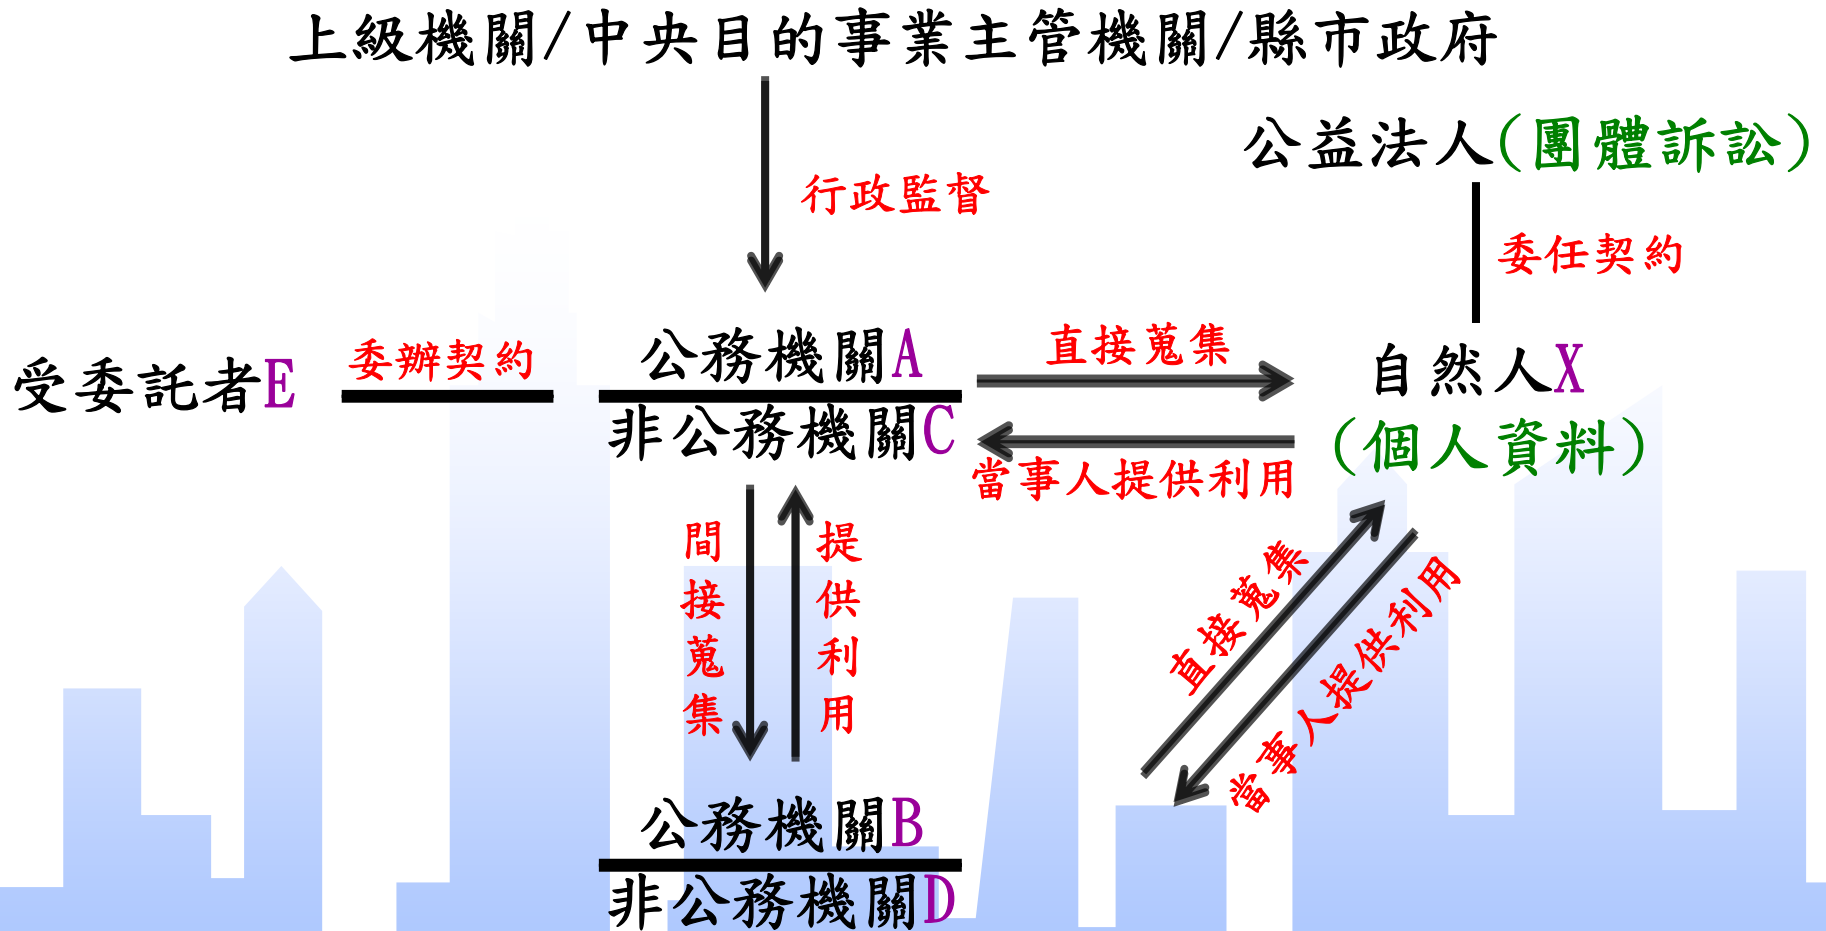 上級機關/中央目的事業主管機關/縣市政府
公益法人(團體訴訟)
行政監督
委任契約
受委託者E
委辦契約
公務機關A
非公務機關C
直接蒐集
當事人提供利用
自然人X
(個人資料)
間接蒐集
提供利用
直接蒐集
當事人提供利用
公務機關B
非公務機關D